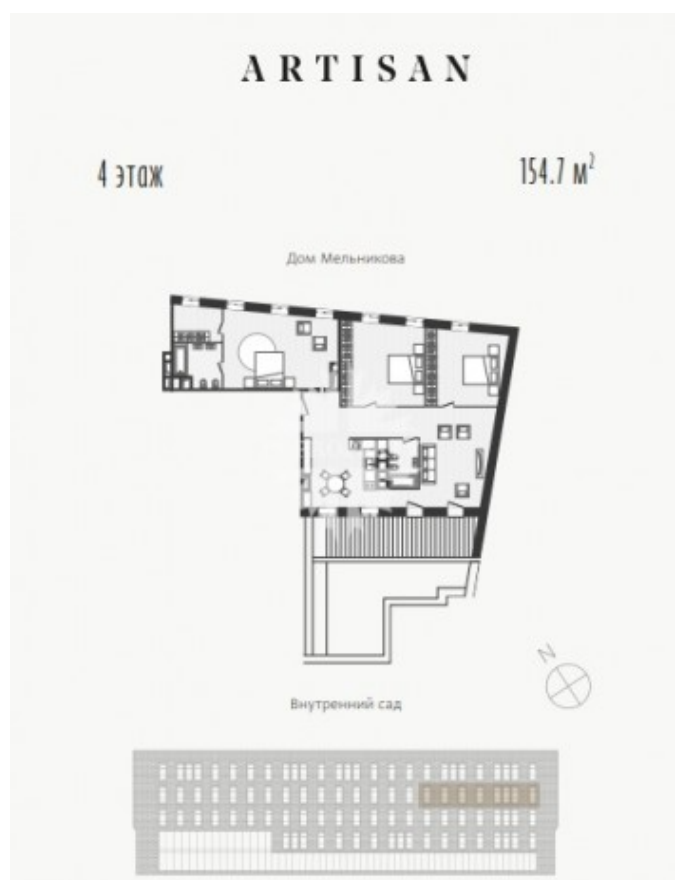 ARTISAN
4 этаж
154.7 м²
Дом Мельникова
N
Внутренний сад